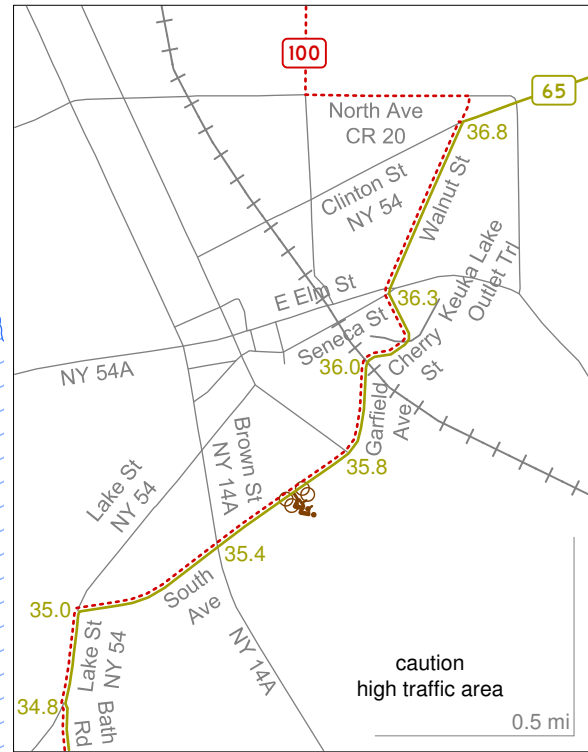 100
65
North Ave
CR 20
36.8
Clinton St
NY 54
Walnut St
Keuka Lake
Outlet Trl
E Elm St
36.3
Seneca St
Cherry
St
36.0
NY 54A
Garfield
Ave
35.8
Brown St
NY 14A
Lake St
NY 54
35.4
South
Ave
35.0
Lake St
NY 54
NY 14A
caution
high traffic area
34.8
Bath
Rd
0.5 mi